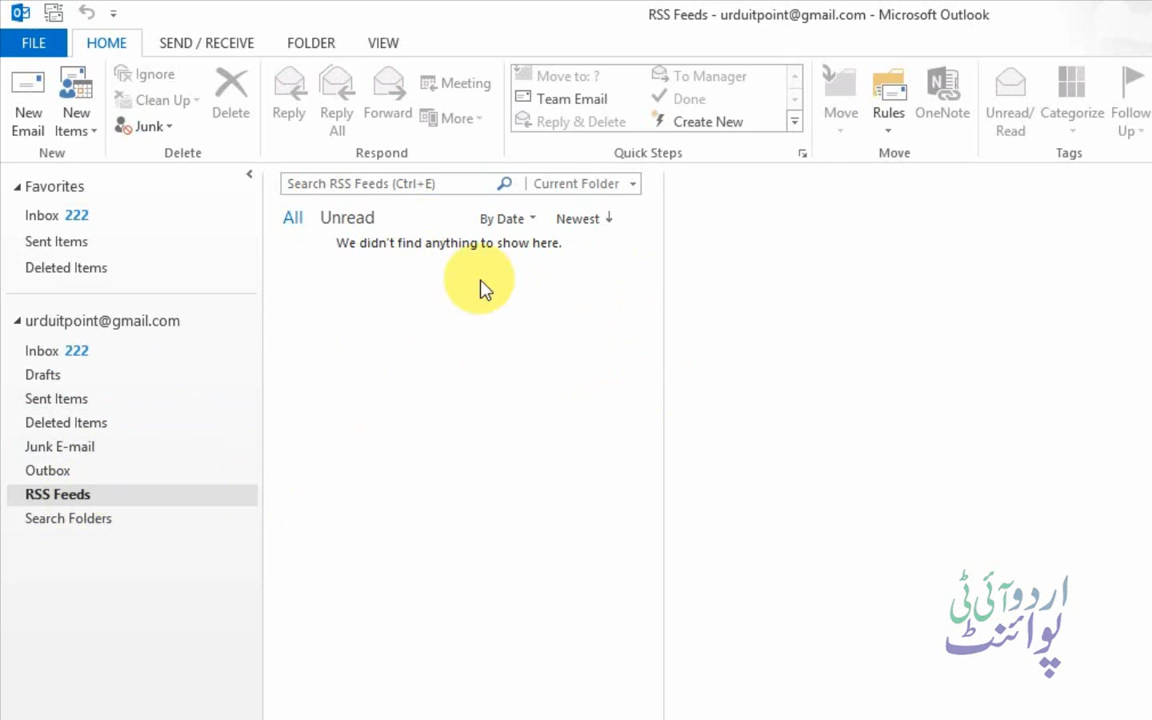 RSS Feeds - urduitpoint@gmail.com - Microsoft Outlook
FILE HOME SEND / RECEIVE FOLDER VIEW
New Email
New Items
New
Ignore
Clean Up
Junk
Delete
Delete
Reply
Reply All
Forward
Meeting
More
Respond
Move to: ?
Team Email
Reply & Delete
To Manager
Done
Create New
Quick Steps
Move
Rules
OneNote
Move
Unread/ Read
Categorize
Follow Up
Tags
Favorites
Inbox 222
Sent Items
Deleted Items
urduitpoint@gmail.com
Inbox 222
Drafts
Sent Items
Deleted Items
Junk E-mail
Outbox
RSS Feeds
Search Folders
Search RSS Feeds (Ctrl+E) Current Folder
All Unread By Date Newest
We didn't find anything to show here.
اردو آئی ٹی
پوائنٹ